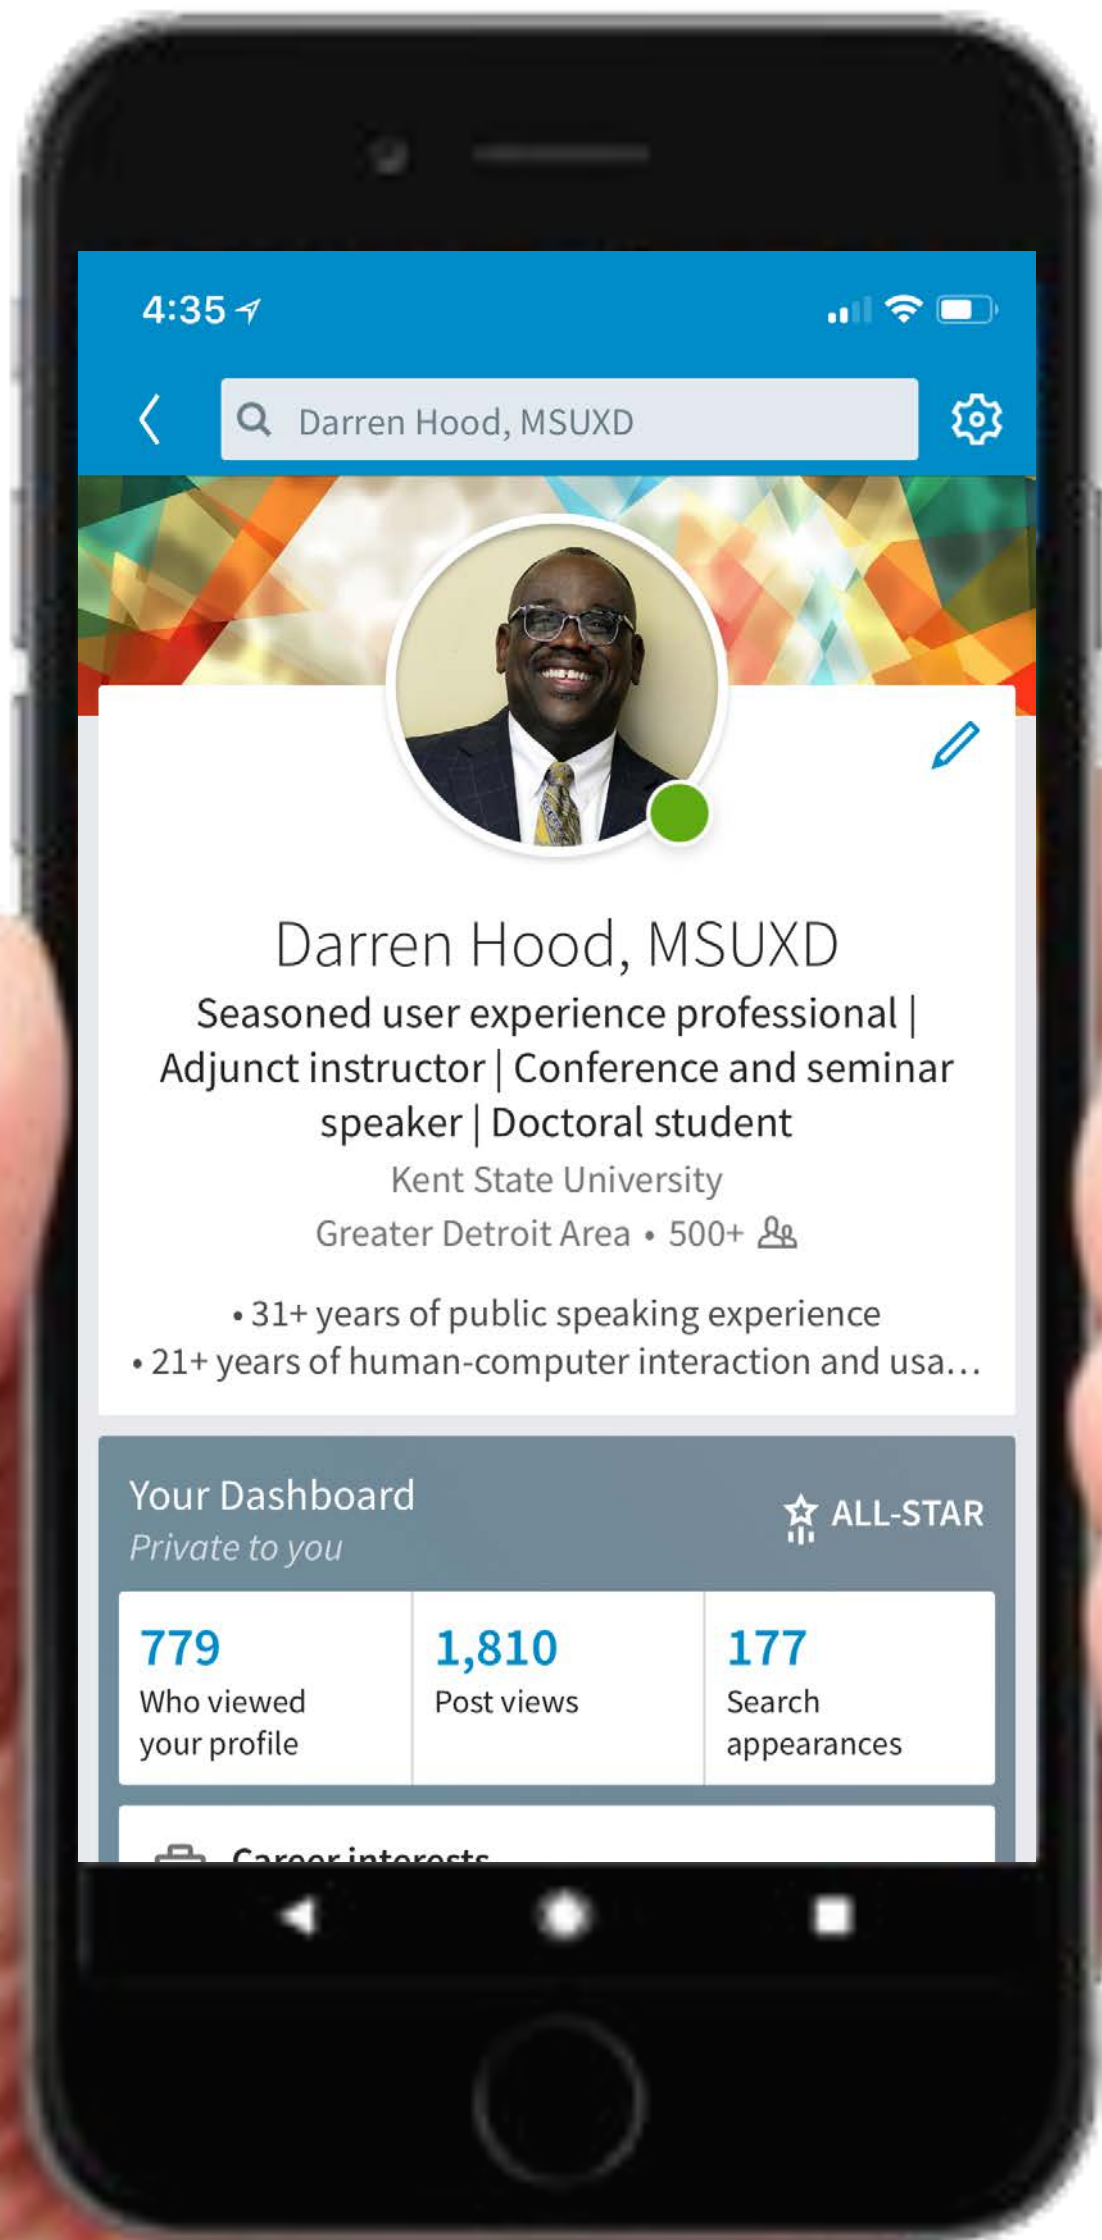 4:35
Darren Hood, MSUXD
Darren Hood, MSUXD
Seasoned user experience professional |
Adjunct instructor | Conference and seminar
speaker | Doctoral student
Kent State University
Greater Detroit Area • 500+
• 31+ years of public speaking experience
• 21+ years of human-computer interaction and usa...
Your Dashboard
ALL-STAR
Private to you
779
Who viewed
your profile
1,810
Post views
177
Search
appearances
Career interests